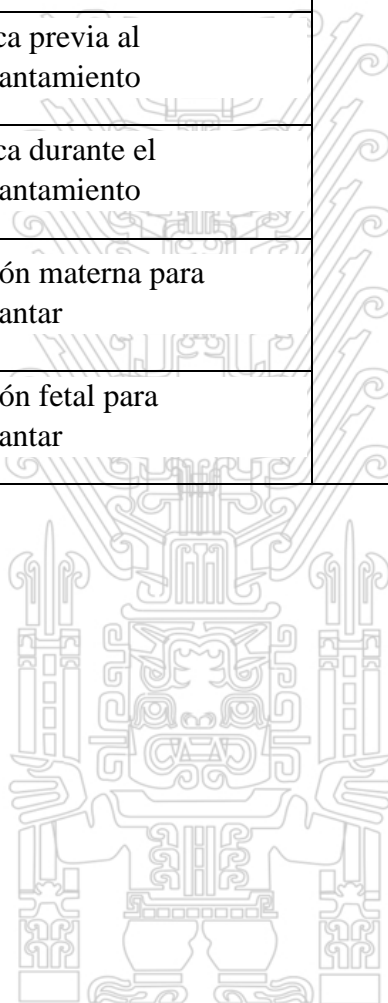 ca previa al
antamiento
ca durante el
antamiento
ón materna para
antar
ón fetal para
antar